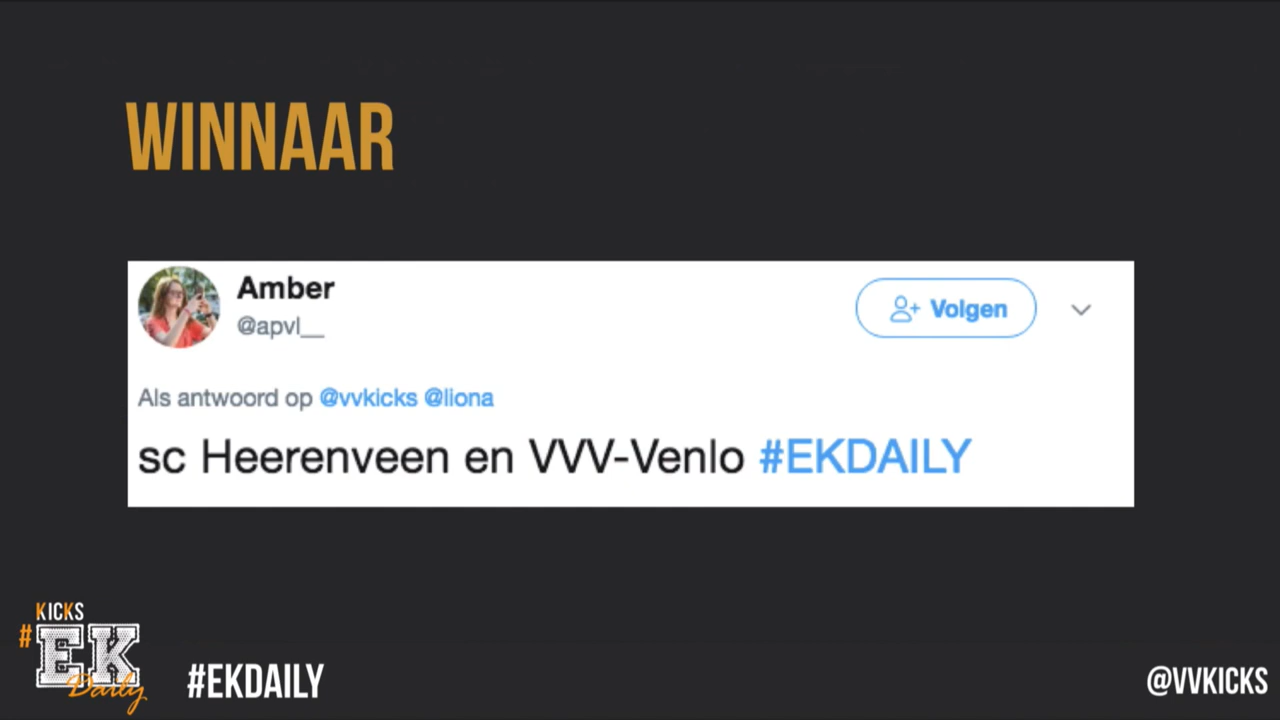 WINNAAR
Amber
@apvl__
Volgen
Als antwoord op @vvkicks @liona
sc Heerenveen en VVV-Venlo #EKDAILY
KICKS
#EK
Daily
#EKDAILY
@VVKICKS